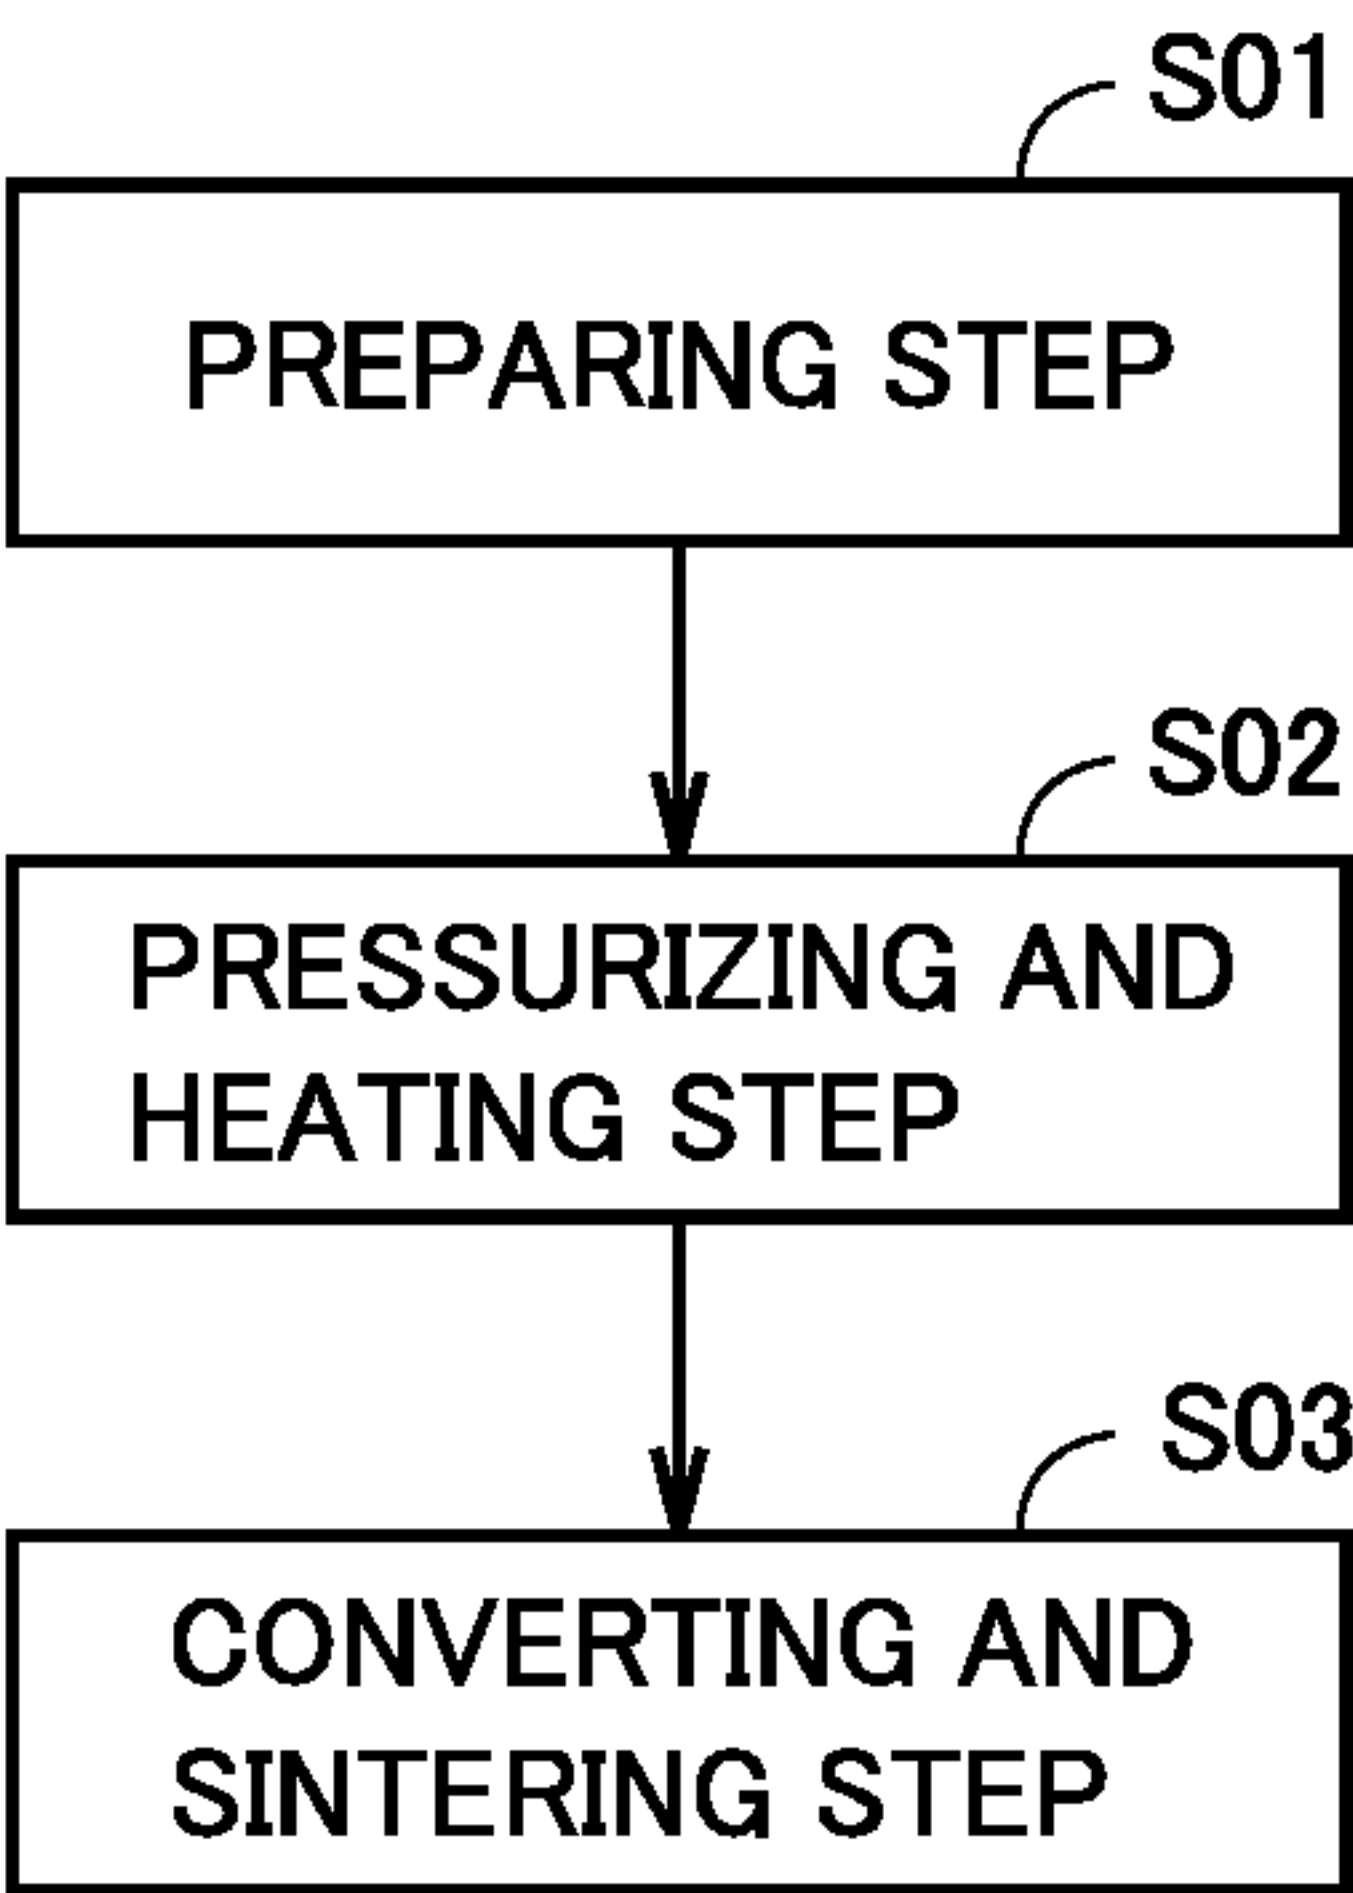 S01
PREPARING STEP
S02
PRESSURIZING AND
HEATING STEP
S03
CONVERTING AND
SINTERING STEP